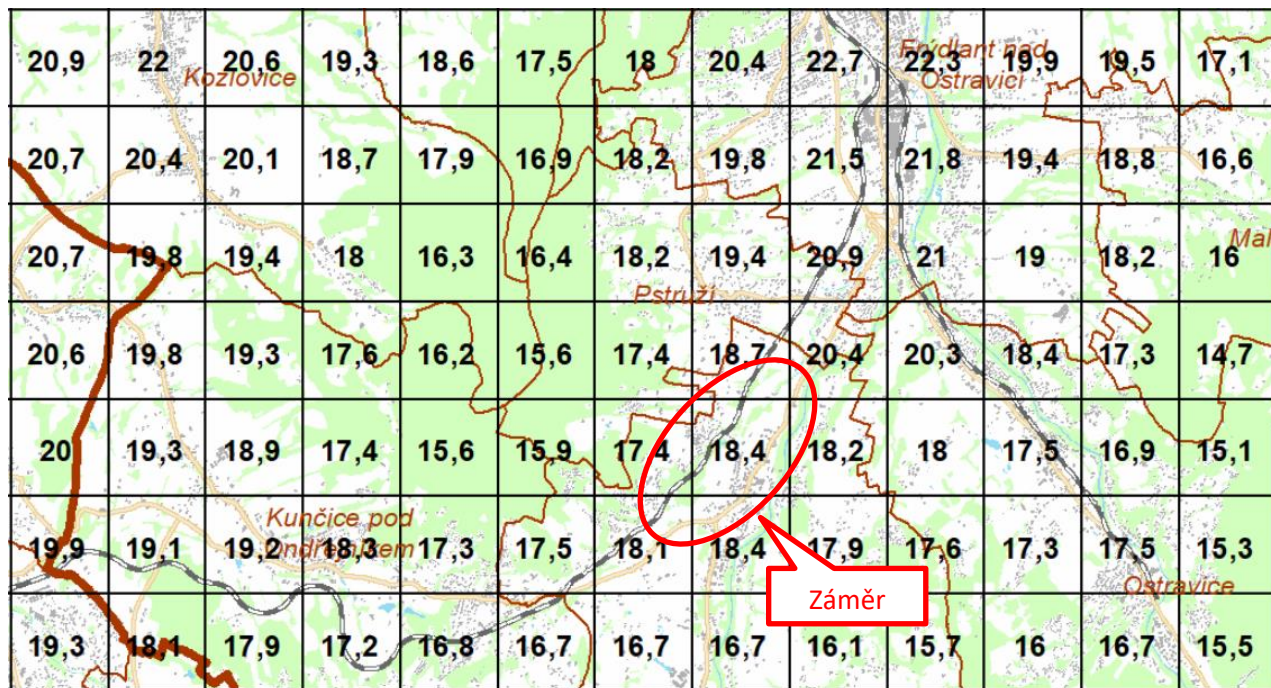 20,9 22 20,6 19,3 18,6 17,5 18 20,4 22,7 22,3 19,9 19,5 17,1
Kozlovice
Frýdlant nad
Ostravicí
20,7 20,4 20,1 18,7 17,9 16,9 18,2 19,8 21,5 21,8 19,4 18,8 16,6
Mal
20,7 19,8 19,4 18 16,3 16,4 18,2 19,4 20,9 21 19 18,2 16
Pstruží
20,6 19,8 19,3 17,6 16,2 15,6 17,4 18,7 20,4 20,3 18,4 17,3 14,7
20 19,3 18,9 17,4 15,6 15,9 17,4 18,4 18,2 18 17,5 16,9 15,1
Kunčice pod
Ondřejníkem
19,9 19,1 19,2 18,3 17,3 17,5 18,1 18,4 17,9 17,6 17,3 17,5 15,3
Ostravice
Záměr
19,3 18,1 17,9 17,2 16,8 16,7 16,7 16,7 16,1 15,7 16 16,7 15,5